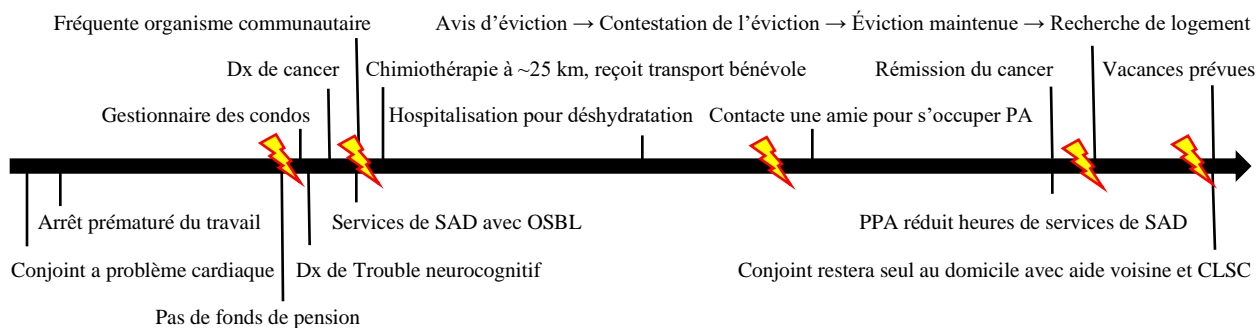 Fréquente organisme communautaire
Avis d’éviction → Contestation de l’éviction → Éviction maintenue → Recherche de logement
Dx de cancer
Chimiothérapie à ~25 km, reçoit transport bénévole
Rémission du cancer
Vacances prévues
Gestionnaire des condos
Hospitalisation pour déshydratation
Contacte une amie pour s’occuper PA
Arrêt prématuré du travail
Services de SAD avec OSBL
PPA réduit heures de services de SAD
Conjoint a problème cardiaque
Dx de Trouble neurocognitif
Conjoint restera seul au domicile avec aide voisine et CLSC
Pas de fonds de pension